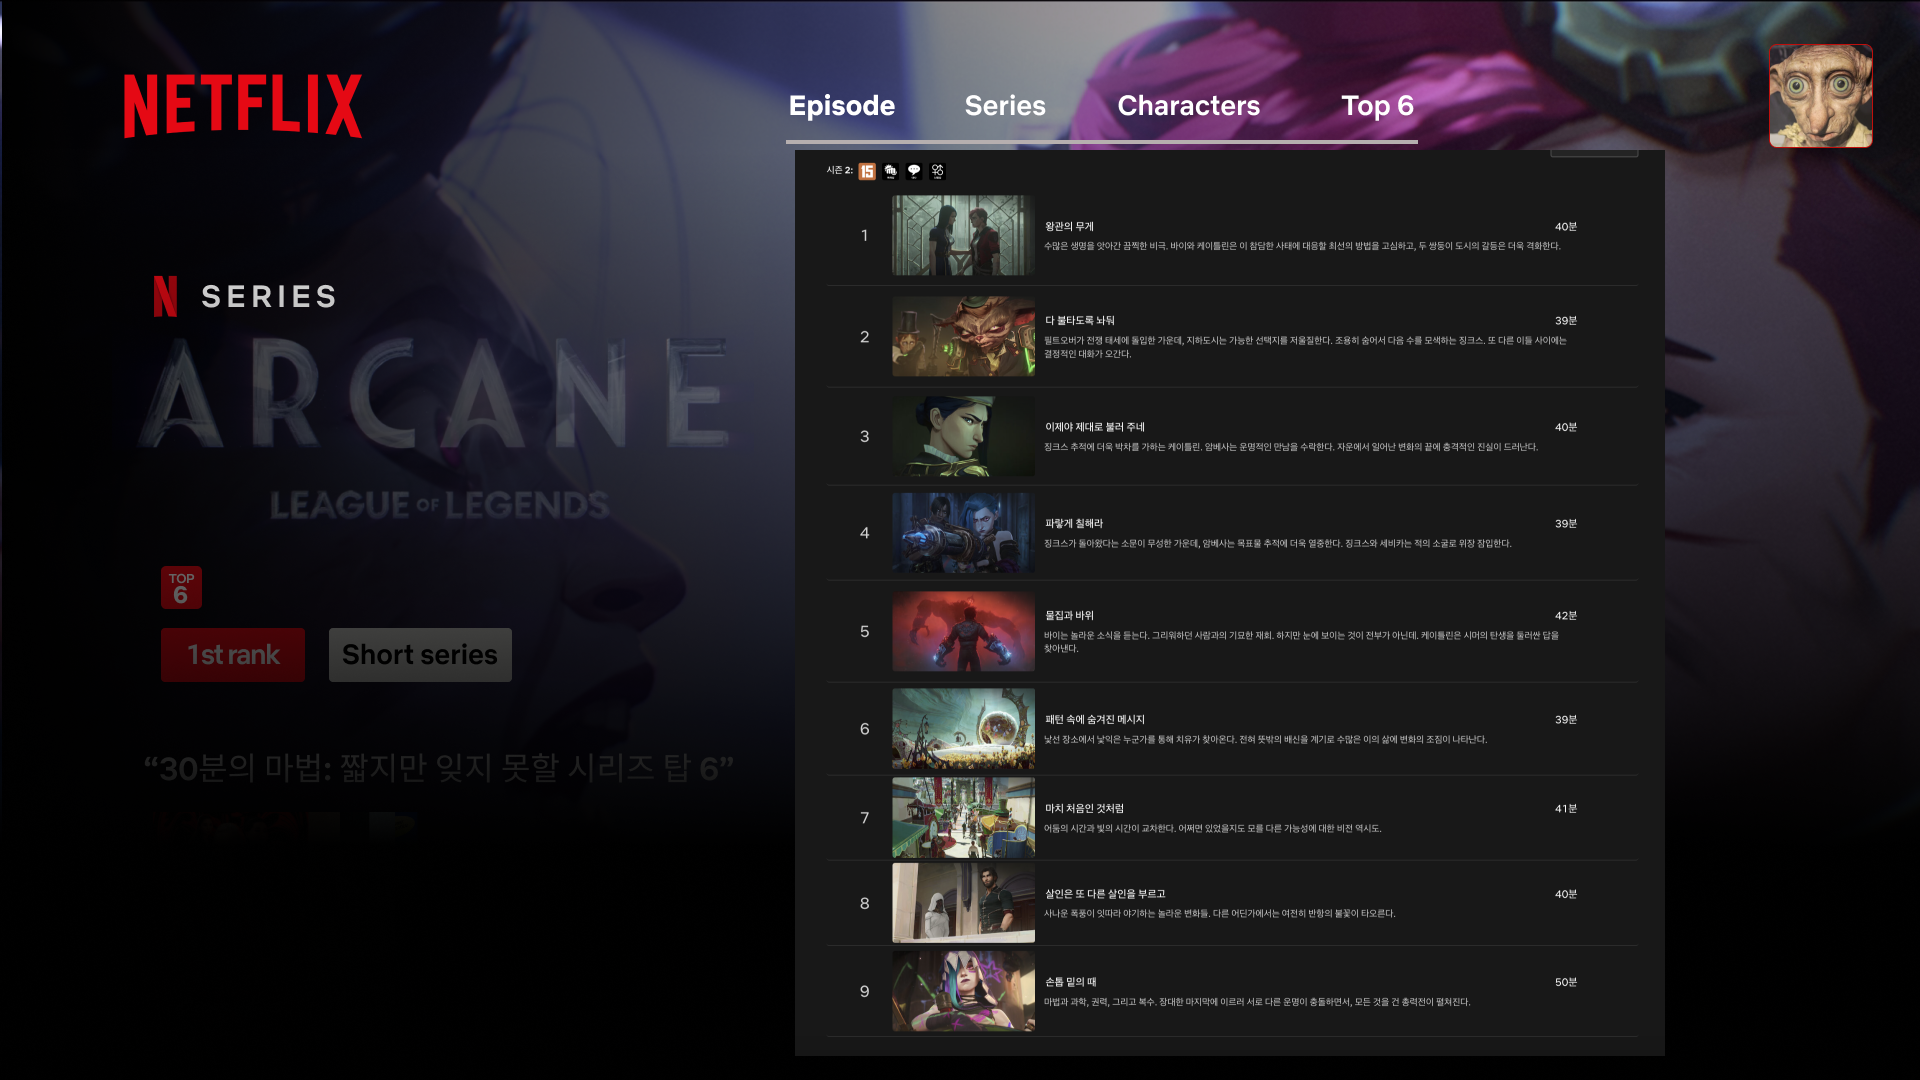 NETFLIX
Episode
Series
Characters
Top 6
N SERIES
ARCANE
LEAGUE OF LEGENDS
TOP
6
1st rank
Short series
“30분의 마법: 짧지만 잊지 못할 시리즈 탑 6”
시즌 2: 15
1
왕관의 무게
40분
수많은 생명을 앗아간 끔찍한 비극. 바이와 케이틀린은 이 참담한 사태에 대응할 최선의 방법을 고심하고, 두 쌍둥이 도시의 갈등은 더욱 격화한다.
2
다 불타도록 놔둬
39분
필트오버가 전쟁 태세에 돌입한 가운데, 지하도시는 가능한 선택지를 저울질한다. 조용히 숨어서 다음 수를 모색하는 징크스. 또 다른 이들 사이에는
결정적인 대화가 오간다.
3
이제야 제대로 불러 주네
40분
징크스 추적에 더욱 박차를 가하는 케이틀린. 암베사는 운명적인 만남을 수락한다. 자운에서 일어난 변화의 끝에 충격적인 진실이 드러난다.
4
파랗게 칠해라
39분
징크스가 돌아왔다는 소문이 무성한 가운데, 암베사는 목표물 추적에 더욱 열중한다. 징크스와 세비카는 적의 소굴로 위장 잠입한다.
5
물집과 바위
42분
바이는 놀라운 소식을 듣는다. 그리워하던 사람과의 기묘한 재회. 하지만 눈에 보이는 것이 전부가 아닌데. 케이틀린은 시머의 탄생을 둘러싼 답을
찾아낸다.
6
패턴 속에 숨겨진 메시지
39분
낯선 장소에서 낯익은 누군가를 통해 치유가 찾아온다. 전혀 뜻밖의 배신을 계기로 수많은 이의 삶에 변화의 조짐이 나타난다.
7
마치 처음인 것처럼
41분
어둠의 시간과 빛의 시간이 교차한다. 어쩌면 있었을지도 모를 다른 가능성에 대한 비전 역시도.
8
살인은 또 다른 살인을 부르고
40분
사나운 폭풍이 잇따라 야기하는 놀라운 변화들. 다른 어딘가에서는 여전히 반항의 불꽃이 타오른다.
9
손톱 밑의 때
50분
마법과 과학, 권력, 그리고 복수. 장대한 마지막에 이르러 서로 다른 운명이 충돌하면서, 모든 것을 건 총력전이 펼쳐진다.